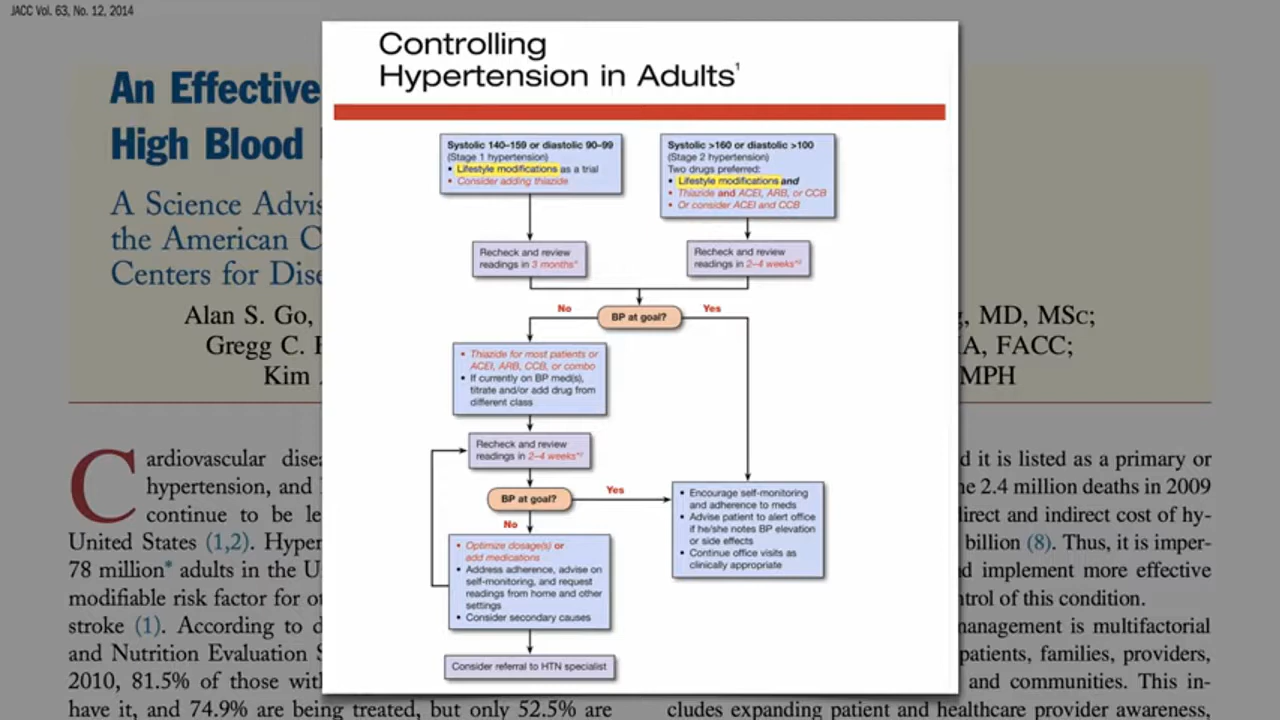 JACC Vol. 63, No. 12, 2014
An Effective
High Blood
A Science Advis
the American C
Centers for Dise
Alan S. Go,
Gregg C.
Kim
g, MD, MSc;
A, FACC;
MPH
Controlling
Hypertension in Adults¹
Systolic 140–159 or diastolic 90–99
(Stage 1 hypertension)
• Lifestyle modifications as a trial
• Consider adding thiazide
Systolic >160 or diastolic >100
(Stage 2 hypertension)
Two drugs preferred:
• Lifestyle modifications and
• Thiazide and ACEI, ARB, or CCB
• Or consider ACEI and CCB
Recheck and review
readings in 3 months*
Recheck and review
readings in 2–4 weeks*²
BP at goal?
No
Yes
• Thiazide for most patients or
ACEI, ARB, CCB, or combo
• If currently on BP med(s),
titrate and/or add drug from
different class
Recheck and review
readings in 2–4 weeks*²
BP at goal?
Yes
No
• Encourage self-monitoring
and adherence to meds
• Advise patient to alert office
if he/she notes BP elevation
or side effects
• Continue office visits as
clinically appropriate
• Optimize dosage(s) or
add medications
• Address adherence, advise on
self-monitoring, and request
readings from home and other
settings
• Consider secondary causes
Consider referral to HTN specialist
Cardiovascular disea
hypertension, and
continue to be le
United States (1,2). Hyper
78 million* adults in the U
modifiable risk factor for ot
stroke (1). According to d
and Nutrition Evaluation S
2010, 81.5% of those wit
have it, and 74.9% are being treated, but only 52.5% are
d it is listed as a primary or
he 2.4 million deaths in 2009
direct and indirect cost of hy-
billion (8). Thus, it is imper-
d implement more effective
trol of this condition.
management is multifactorial
patients, families, providers,
and communities. This in-
cludes expanding patient and healthcare provider awareness,